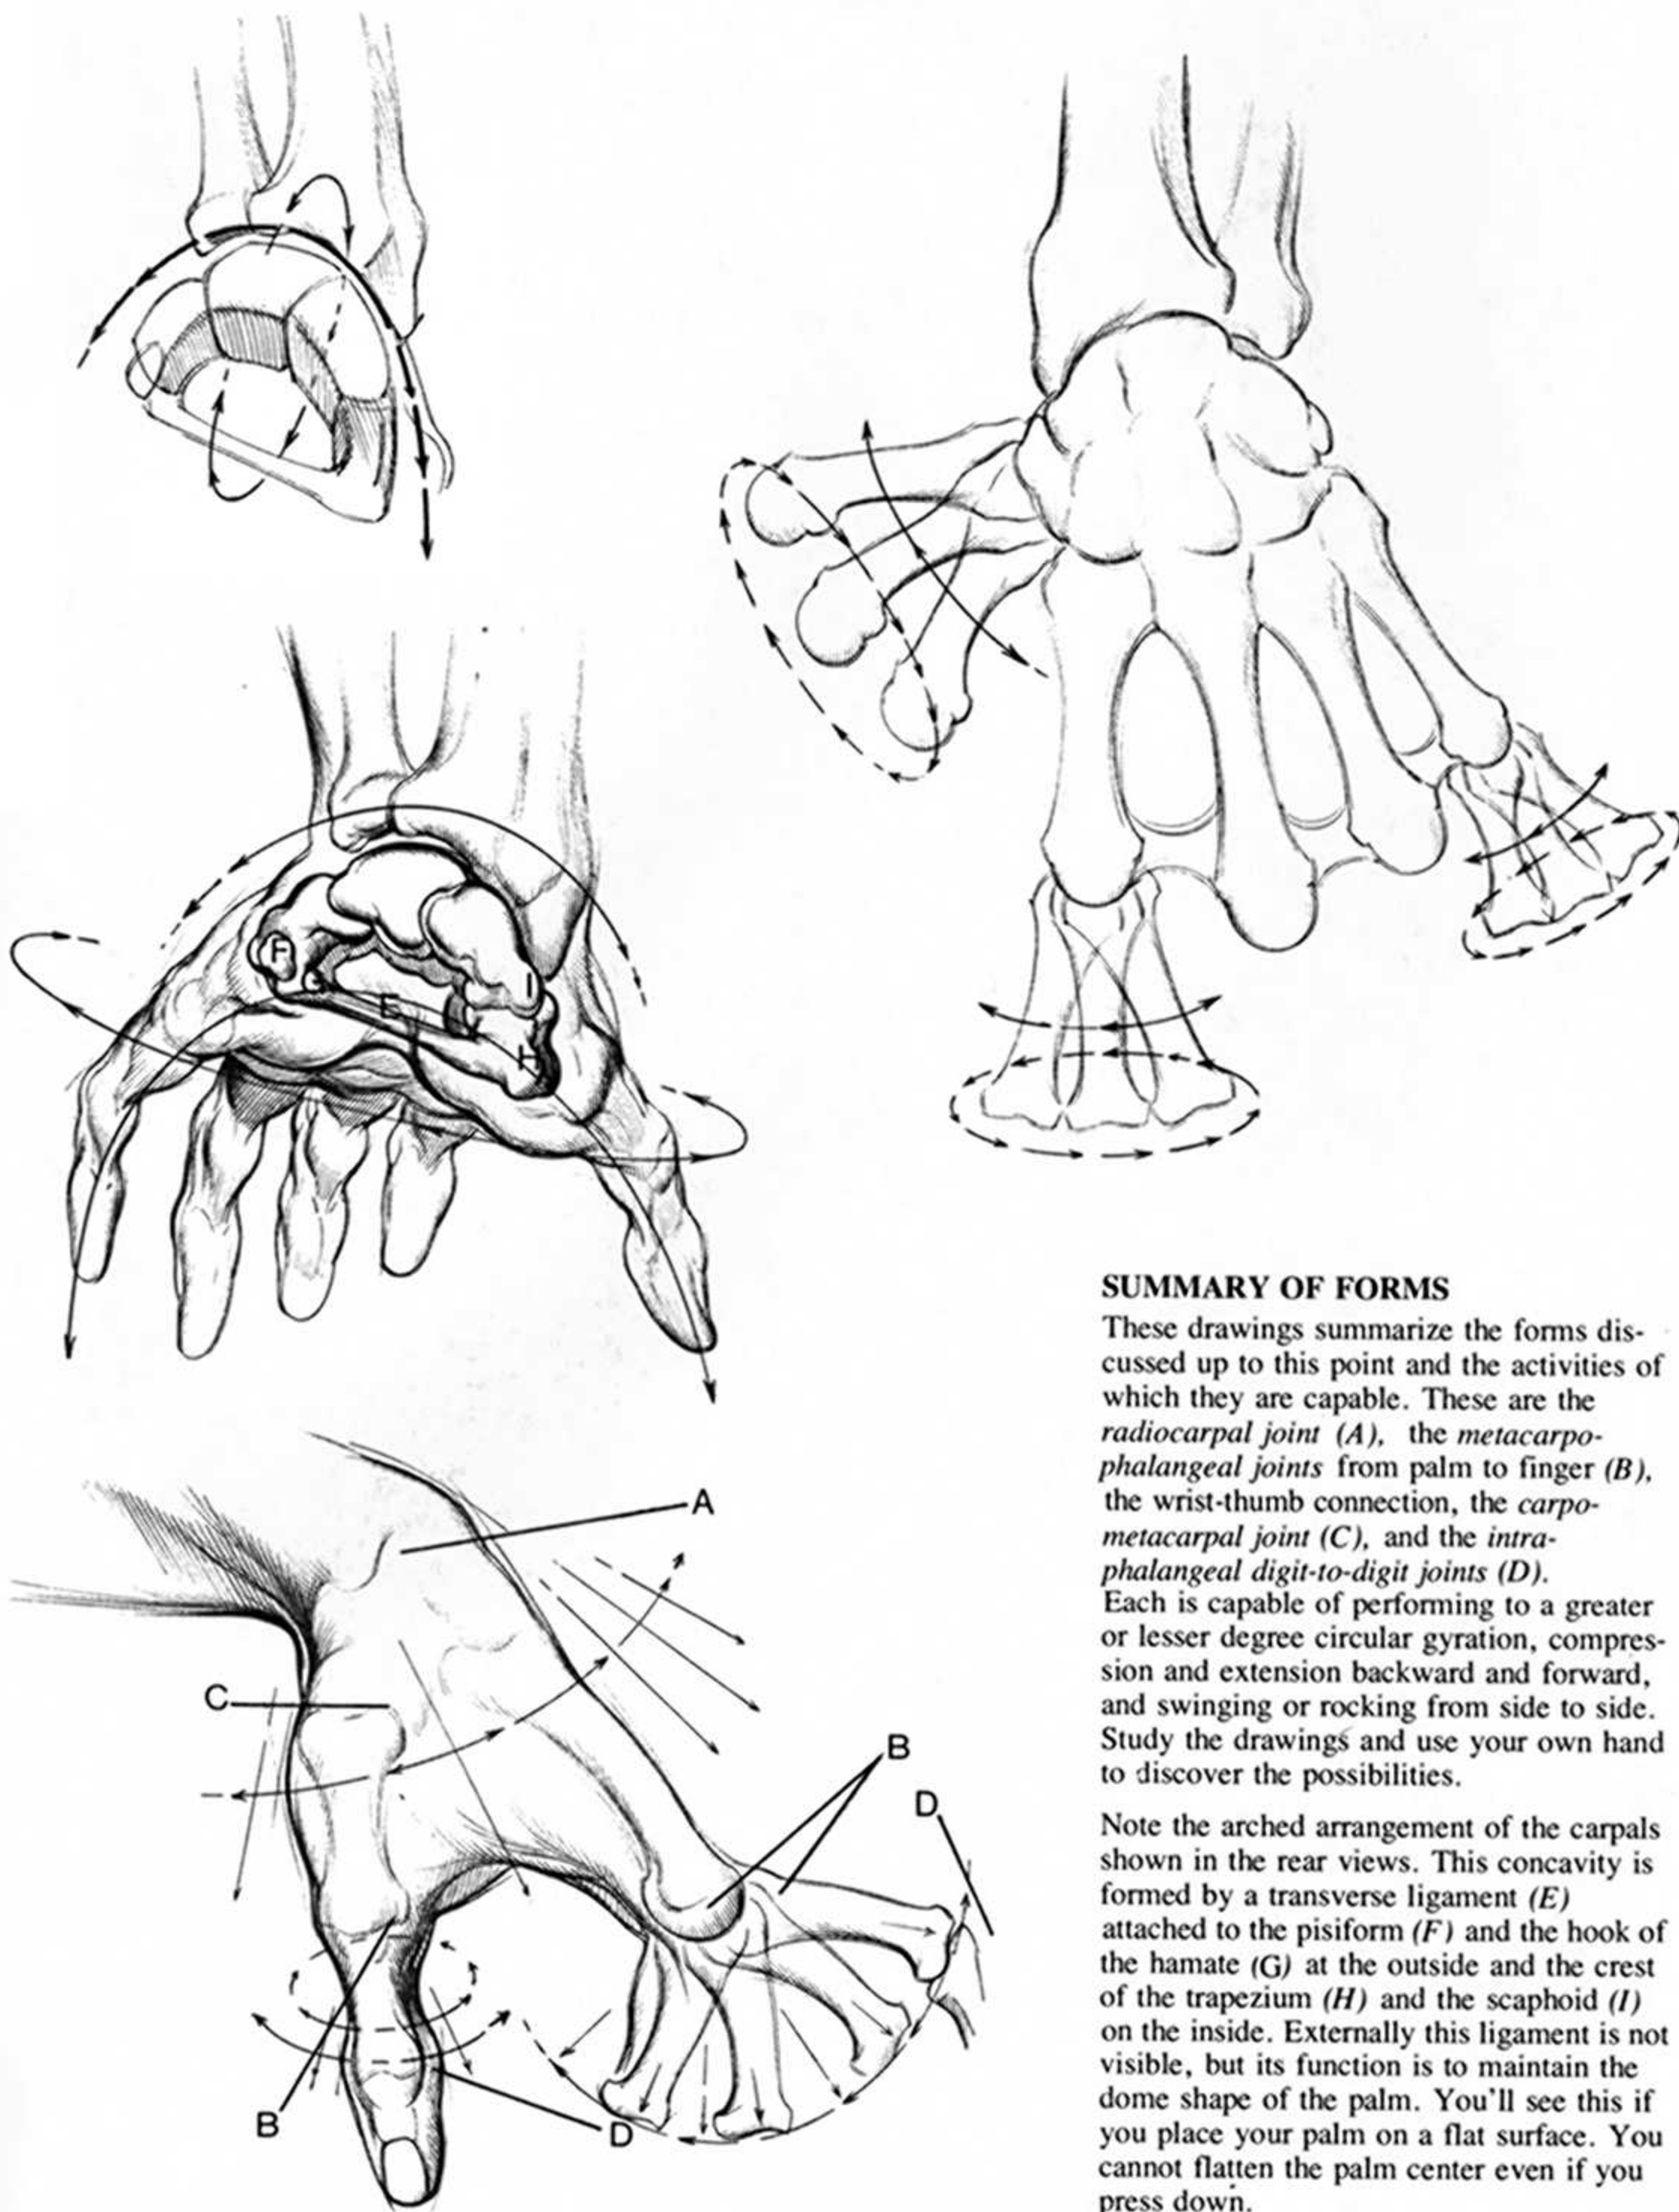 F
G
E
I
H
A
C
B
D
B
D
SUMMARY OF FORMS
These drawings summarize the forms dis-
cussed up to this point and the activities of
which they are capable. These are the
radiocarpal joint (A), the metacarpo-
phalangeal joints from palm to finger (B),
the wrist-thumb connection, the carpo-
metacarpal joint (C), and the intra-
phalangeal digit-to-digit joints (D).
Each is capable of performing to a greater
or lesser degree circular gyration, compres-
sion and extension backward and forward,
and swinging or rocking from side to side.
Study the drawings and use your own hand
to discover the possibilities.
Note the arched arrangement of the carpals
shown in the rear views. This concavity is
formed by a transverse ligament (E)
attached to the pisiform (F) and the hook of
the hamate (G) at the outside and the crest
of the trapezium (H) and the scaphoid (I)
on the inside. Externally this ligament is not
visible, but its function is to maintain the
dome shape of the palm. You'll see this if
you place your palm on a flat surface. You
cannot flatten the palm center even if you
press down.